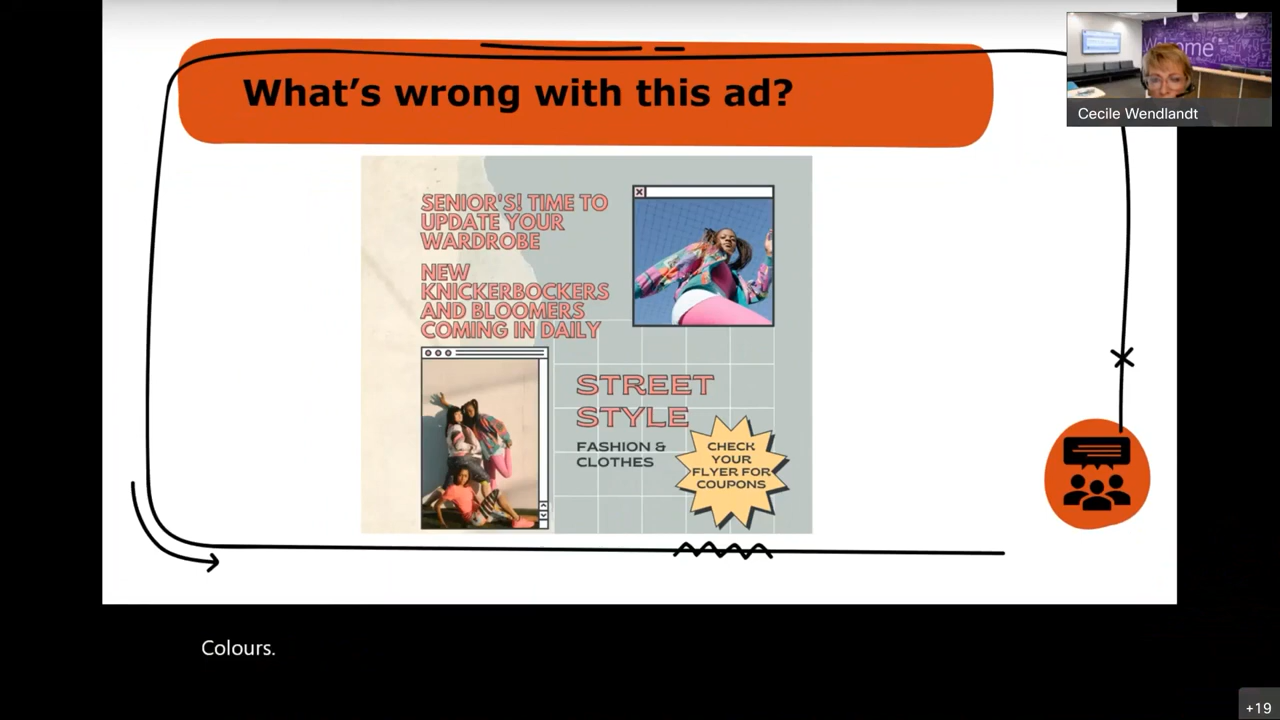 What's wrong with this ad?
Welcome
Cecile Wendlandt
SENIOR'S! TIME TO
UPDATE YOUR
WARDROBE
NEW
KNICKERBOCKERS
AND BLOOMERS
COMING IN DAILY
STREET
STYLE
FASHION &
CLOTHES
CHECK
YOUR
FLYER FOR
COUPONS
Colours.
+19